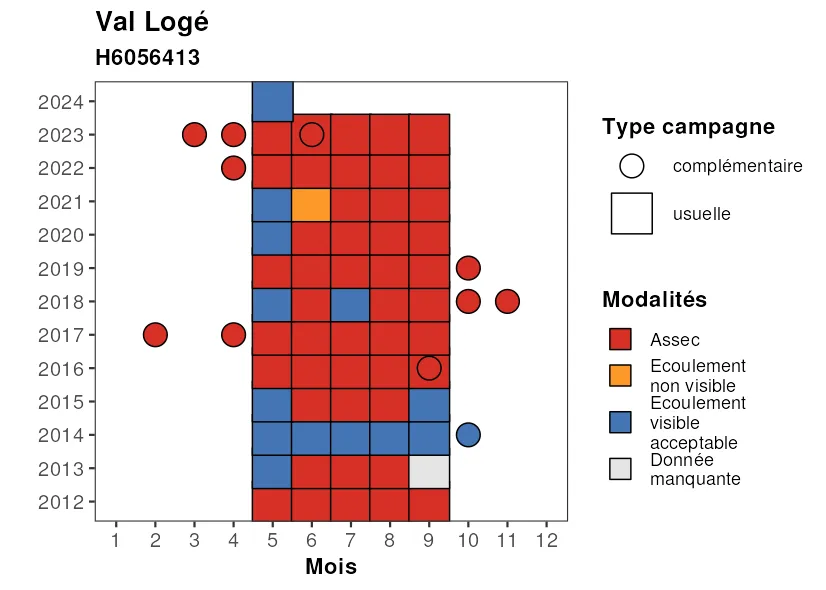 Val Logé
H6056413
2024
2023
2022
2021
2020
2019
2018
2017
2016
2015
2014
2013
2012
1 2 3 4 5 6 7 8 9 10 11 12
Mois
Type campagne
complémentaire
usuelle
Modalités
Assec
Ecoulement
non visible
Ecoulement
visible
acceptable
Donnée
manquante